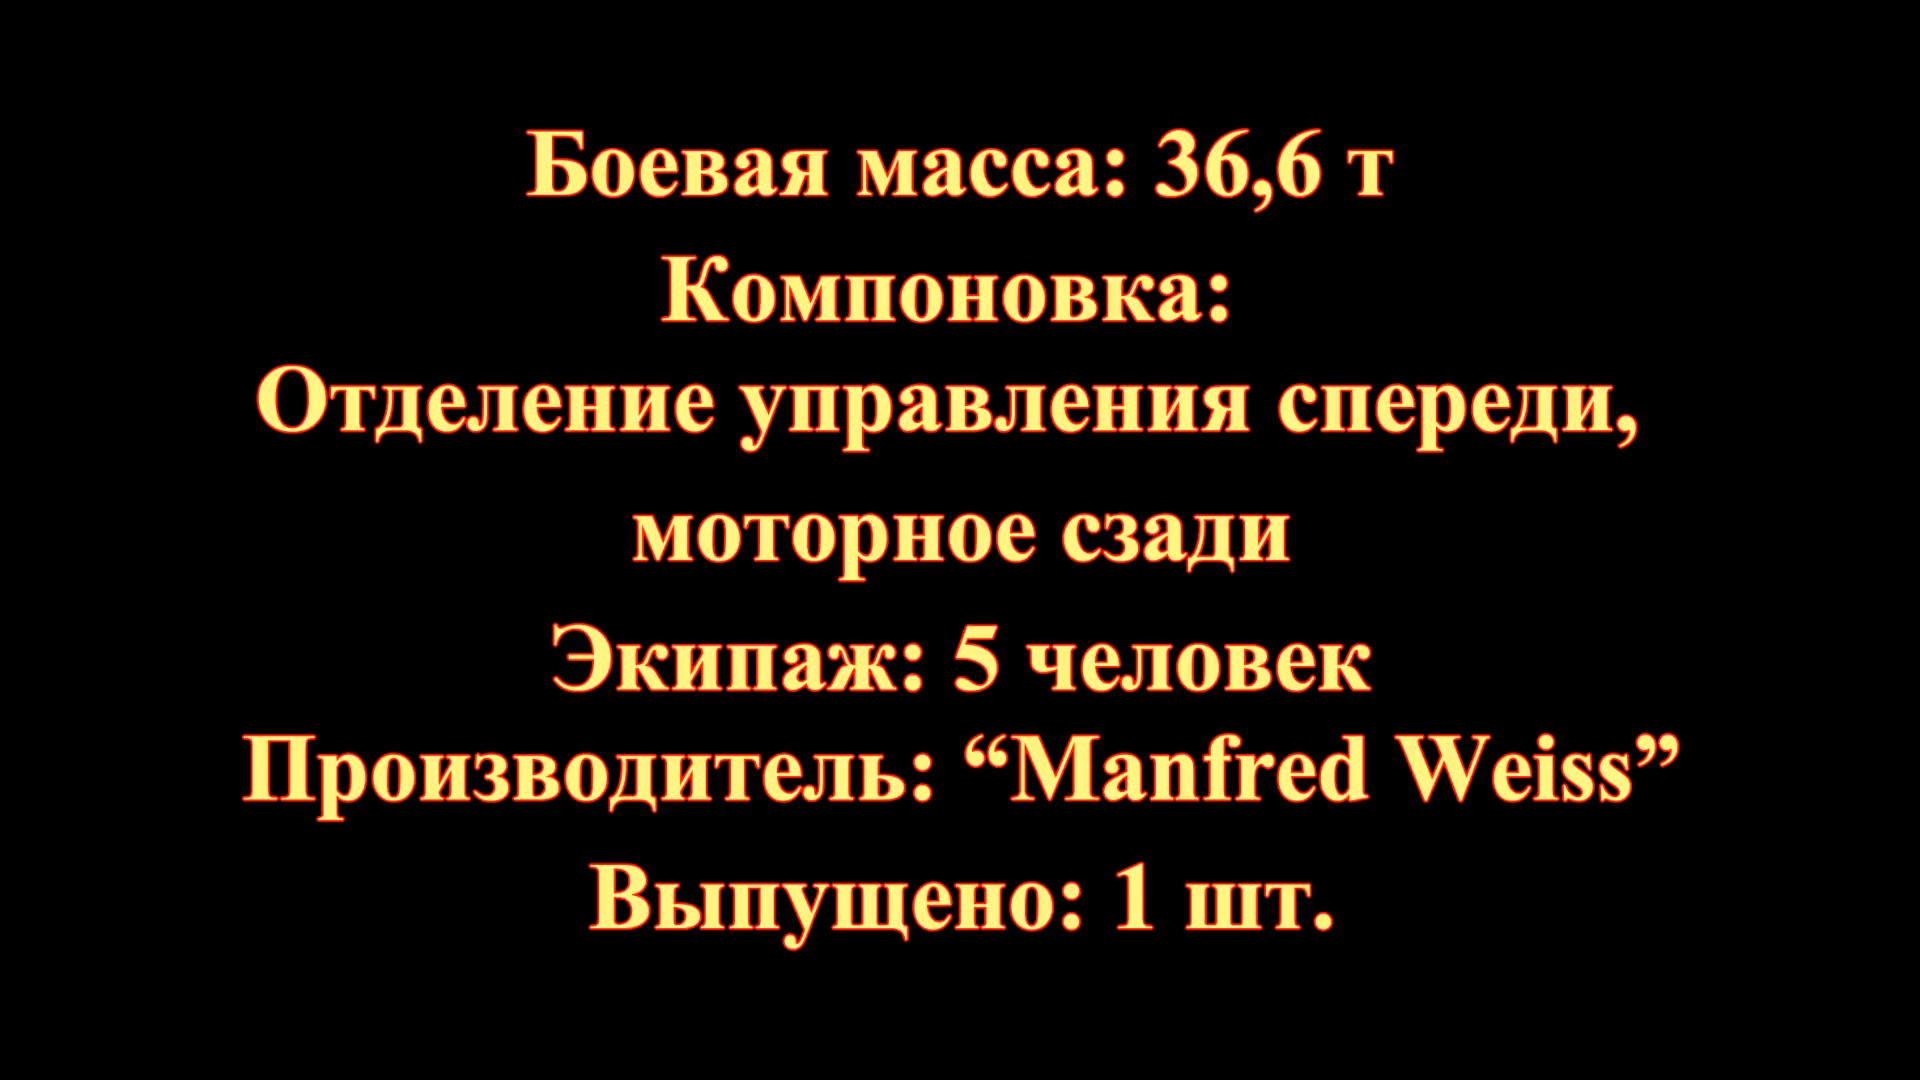 Боевая масса: 36,6 т
Компоновка:
Отделение управления спереди,
моторное сзади
Экипаж: 5 человек
Производитель: “Manfred Weiss”
Выпущено: 1 шт.